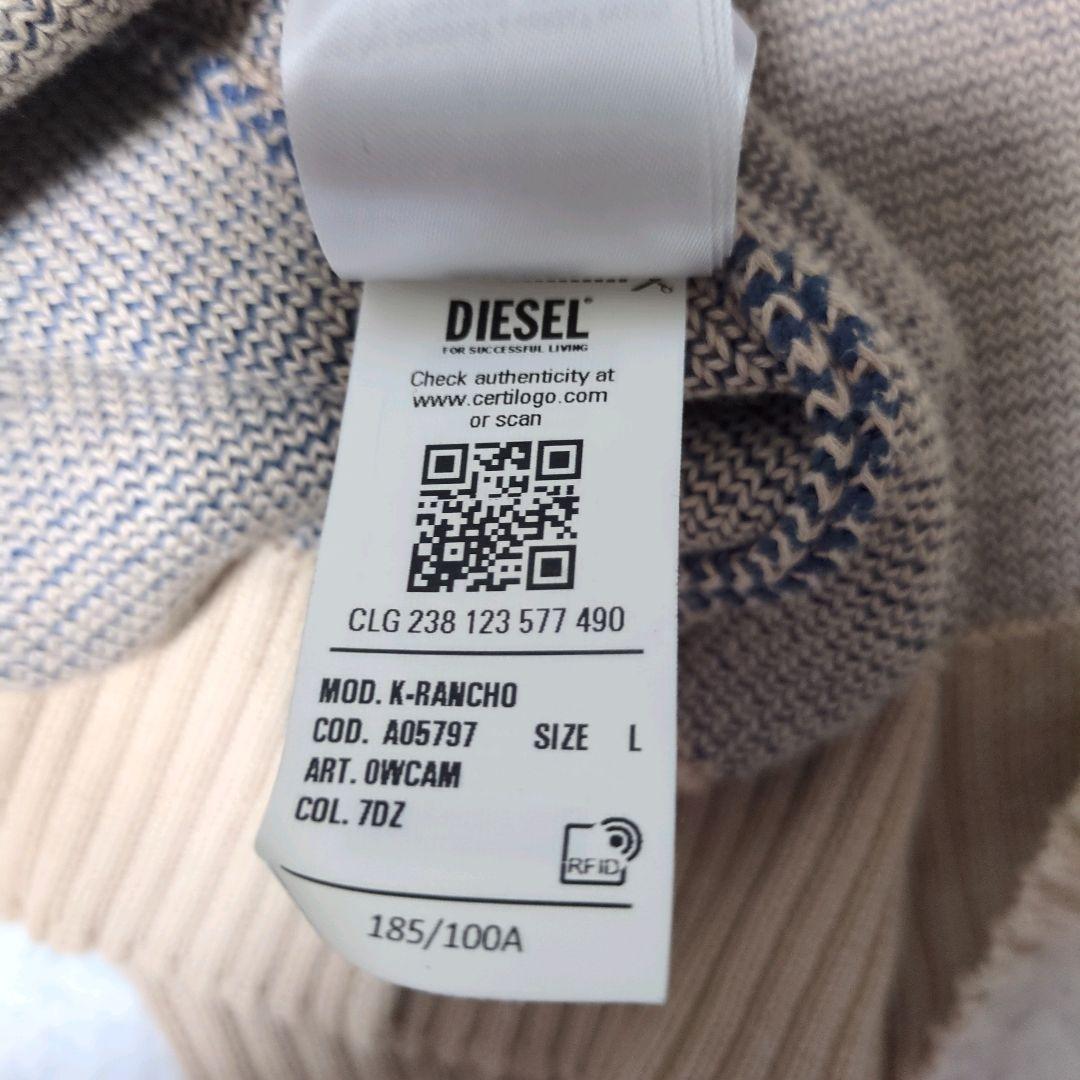 DIESEL®
FOR SUCCESSFUL LIVING
Check authenticity at
www.certilogo.com
or scan
CLG 238 123 577 490
MOD. K-RANCHO
COD. A05797 SIZE L
ART. 0WCAM
COL. 7DZ
RFID
185/100A